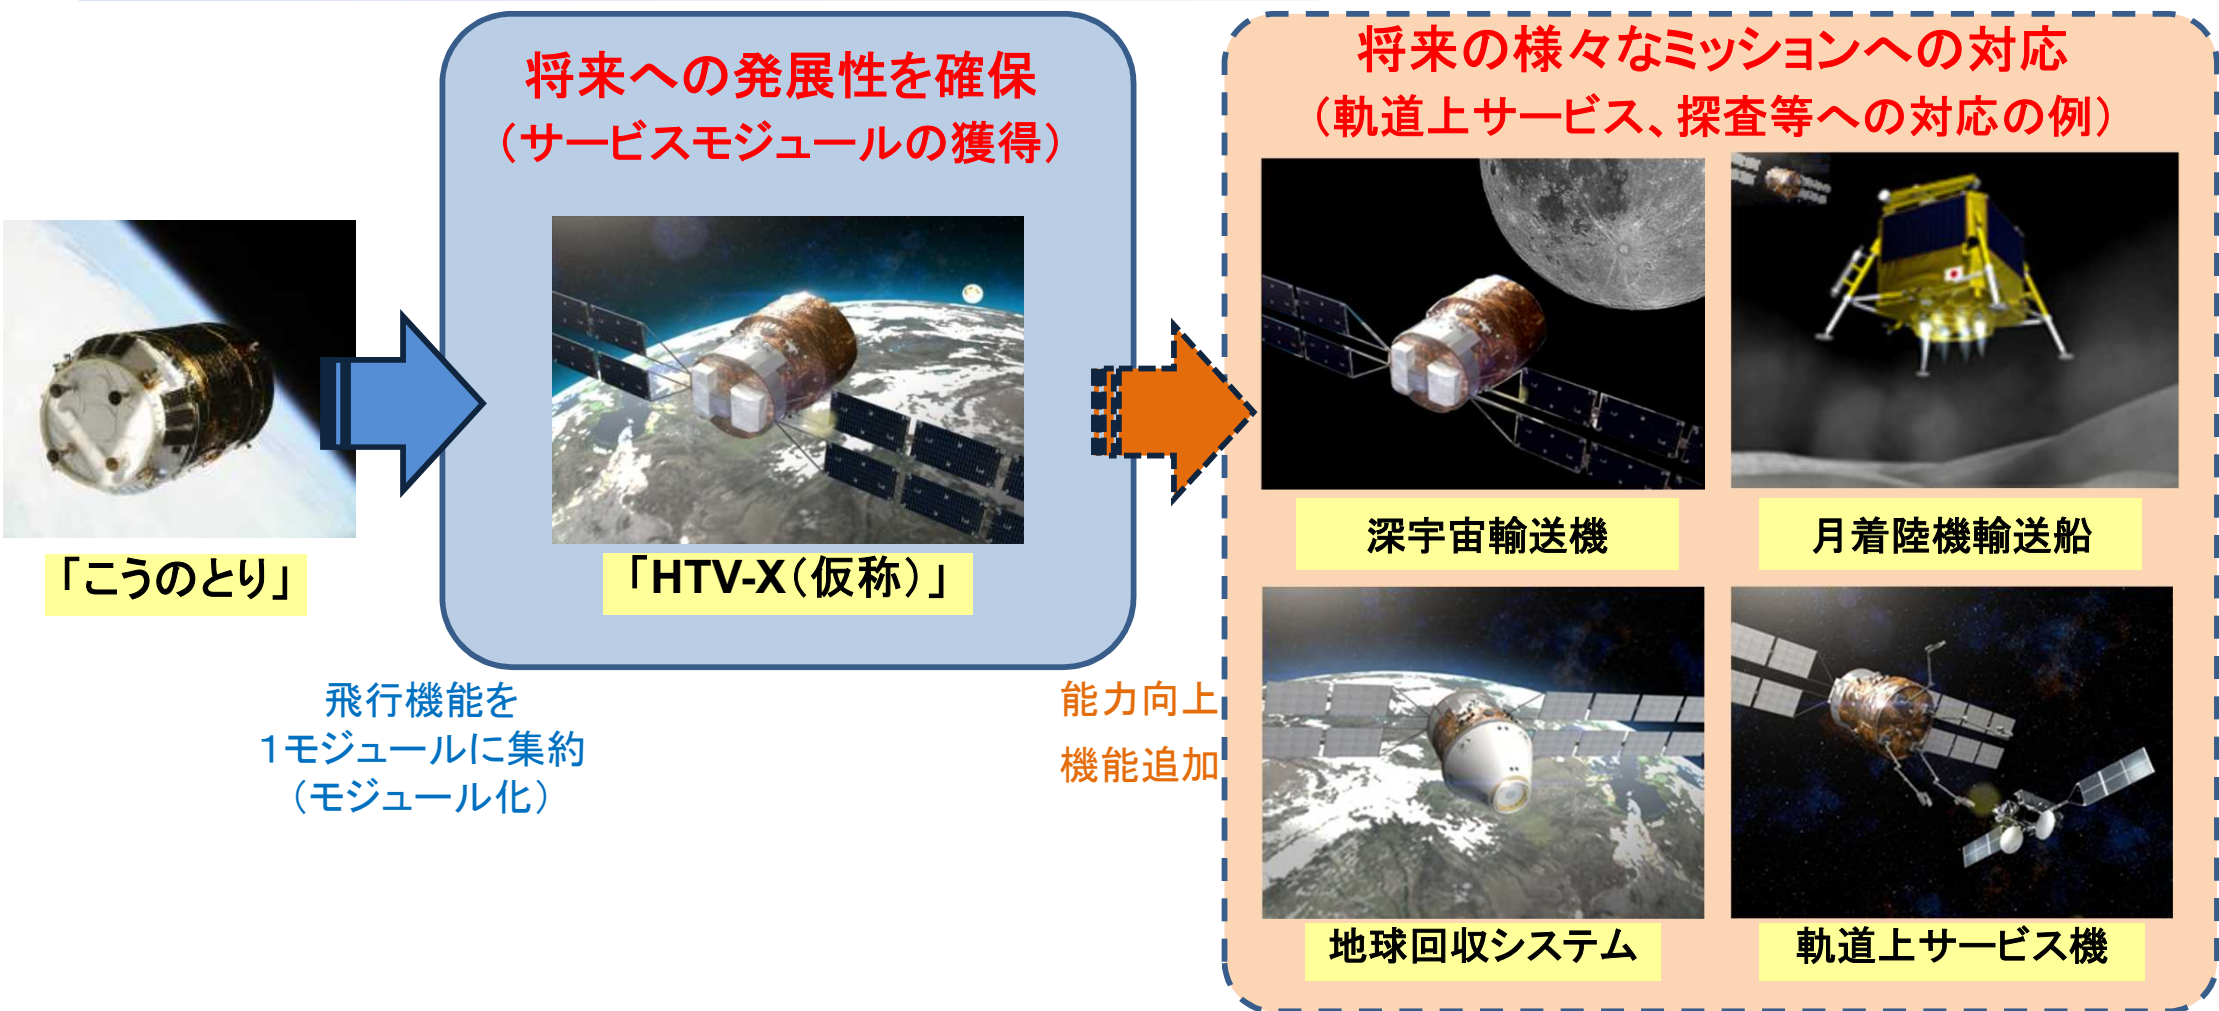 将来への発展性を確保
（サービスモジュールの獲得）
「こうのとり」
「HTV-X（仮称）」
飛行機能を
１モジュールに集約
（モジュール化）
能力向上
機能追加
将来の様々なミッションへの対応
（軌道上サービス、探査等への対応の例）
深宇宙輸送機
月着陸機輸送船
地球回収システム
軌道上サービス機